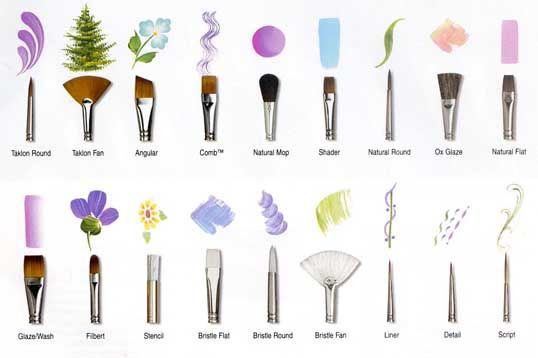 Taklon Round
Taklon Fan
Angular
Comb™
Natural Mop
Shader
Natural Round
Ox Glaze
Natural Flat
Glaze/Wash
Filbert
Stencil
Bristle Flat
Bristle Round
Bristle Fan
Liner
Detail
Script